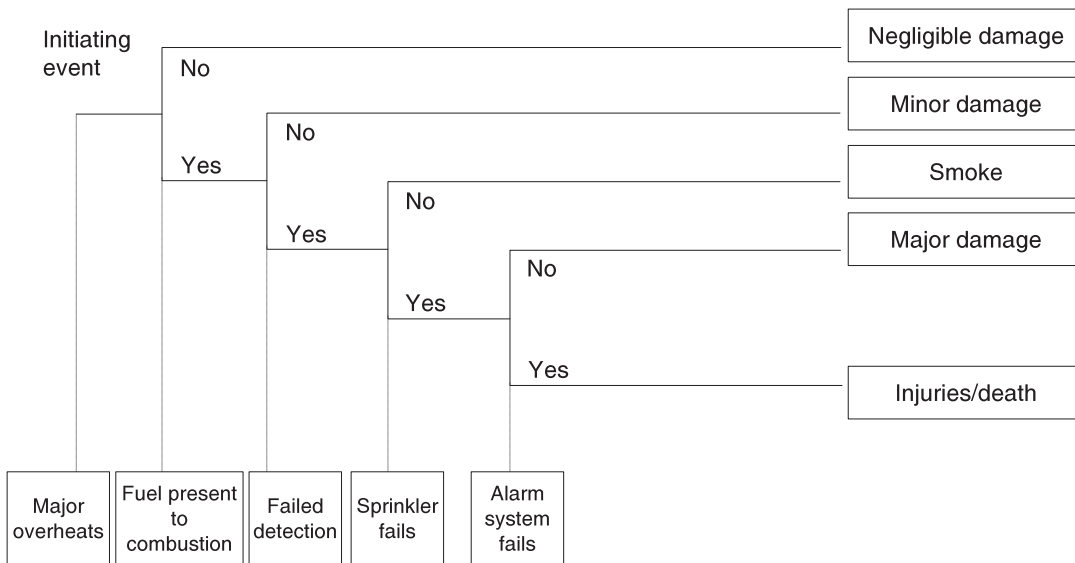 Initiating
event
No
Negligible damage
No
Minor damage
Yes
No
Smoke
Yes
No
Major damage
Yes
Yes
Injuries/death
Major
overheats
Fuel present
to
combustion
Failed
detection
Sprinkler
fails
Alarm
system
fails